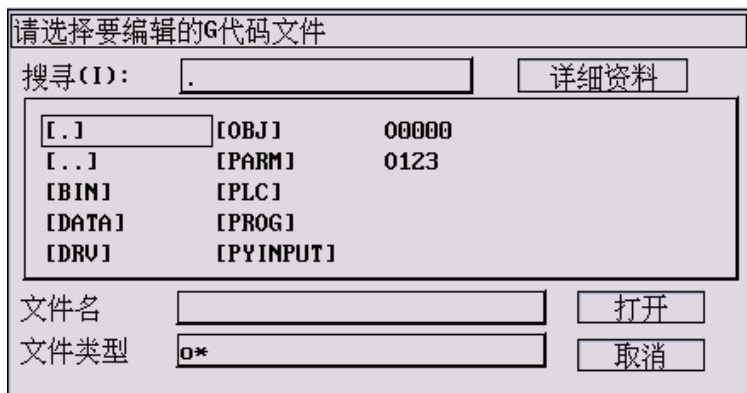 请选择要编辑的G代码文件
搜寻(I): . 详细资料
[.] [OBJ] O0000
[..] [PARM] O123
[BIN] [PLC]
[DATA] [PROG]
[DRV] [PYINPUT]
文件名 打开
文件类型 o* 取消